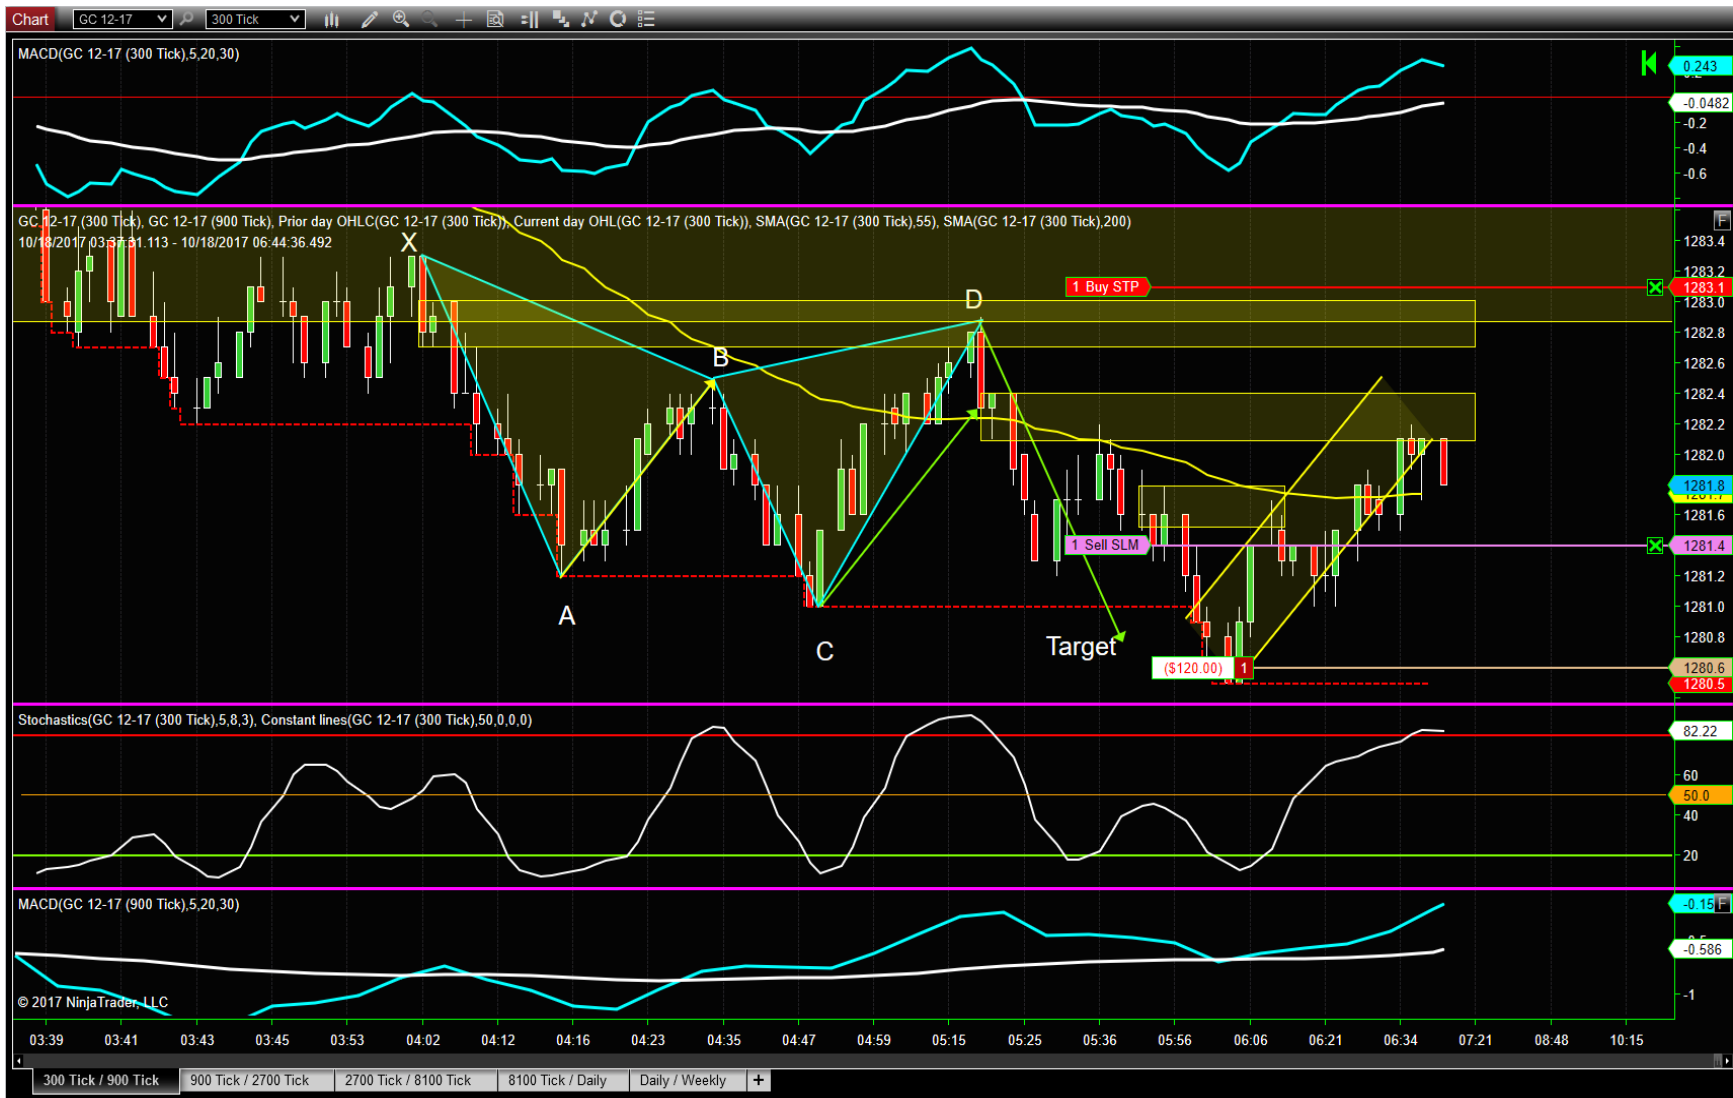 Chart GC 12-17 300 Tick
MACD(GC 12-17 (300 Tick),5,20,30)
0.243
-0.0482
-0.2
-0.4
-0.6
GC 12-17 (300 Tick), GC 12-17 (900 Tick), Prior day OHLC(GC 12-17 (300 Tick)), Current day OHL(GC 12-17 (300 Tick)), SMA(GC 12-17 (300 Tick),55), SMA(GC 12-17 (300 Tick),200)
F
10/18/2017 03:37:31.113 - 10/18/2017 06:44:36.492
X
1283.4
1283.2
1 Buy STP
1283.1
D
1283.0
1282.8
B
1282.6
1282.4
1282.2
1282.0
1281.8
1281.7
1281.6
1 Sell SLM
1281.4
1281.2
A
1281.0
C
Target
1280.8
($120.00) 1
1280.6
1280.5
Stochastics(GC 12-17 (300 Tick),5,8,3), Constant lines(GC 12-17 (300 Tick),50,0,0,0)
82.22
60
50.0
40
20
MACD(GC 12-17 (900 Tick),5,20,30)
-0.15 F
-0.586
© 2017 NinjaTrader, LLC
-1
03:39 03:41 03:43 03:45 03:53 04:02 04:12 04:16 04:23 04:35 04:47 04:59 05:15 05:25 05:36 05:56 06:06 06:21 06:34 07:21 08:48 10:15
300 Tick / 900 Tick 900 Tick / 2700 Tick 2700 Tick / 8100 Tick 8100 Tick / Daily Daily / Weekly +